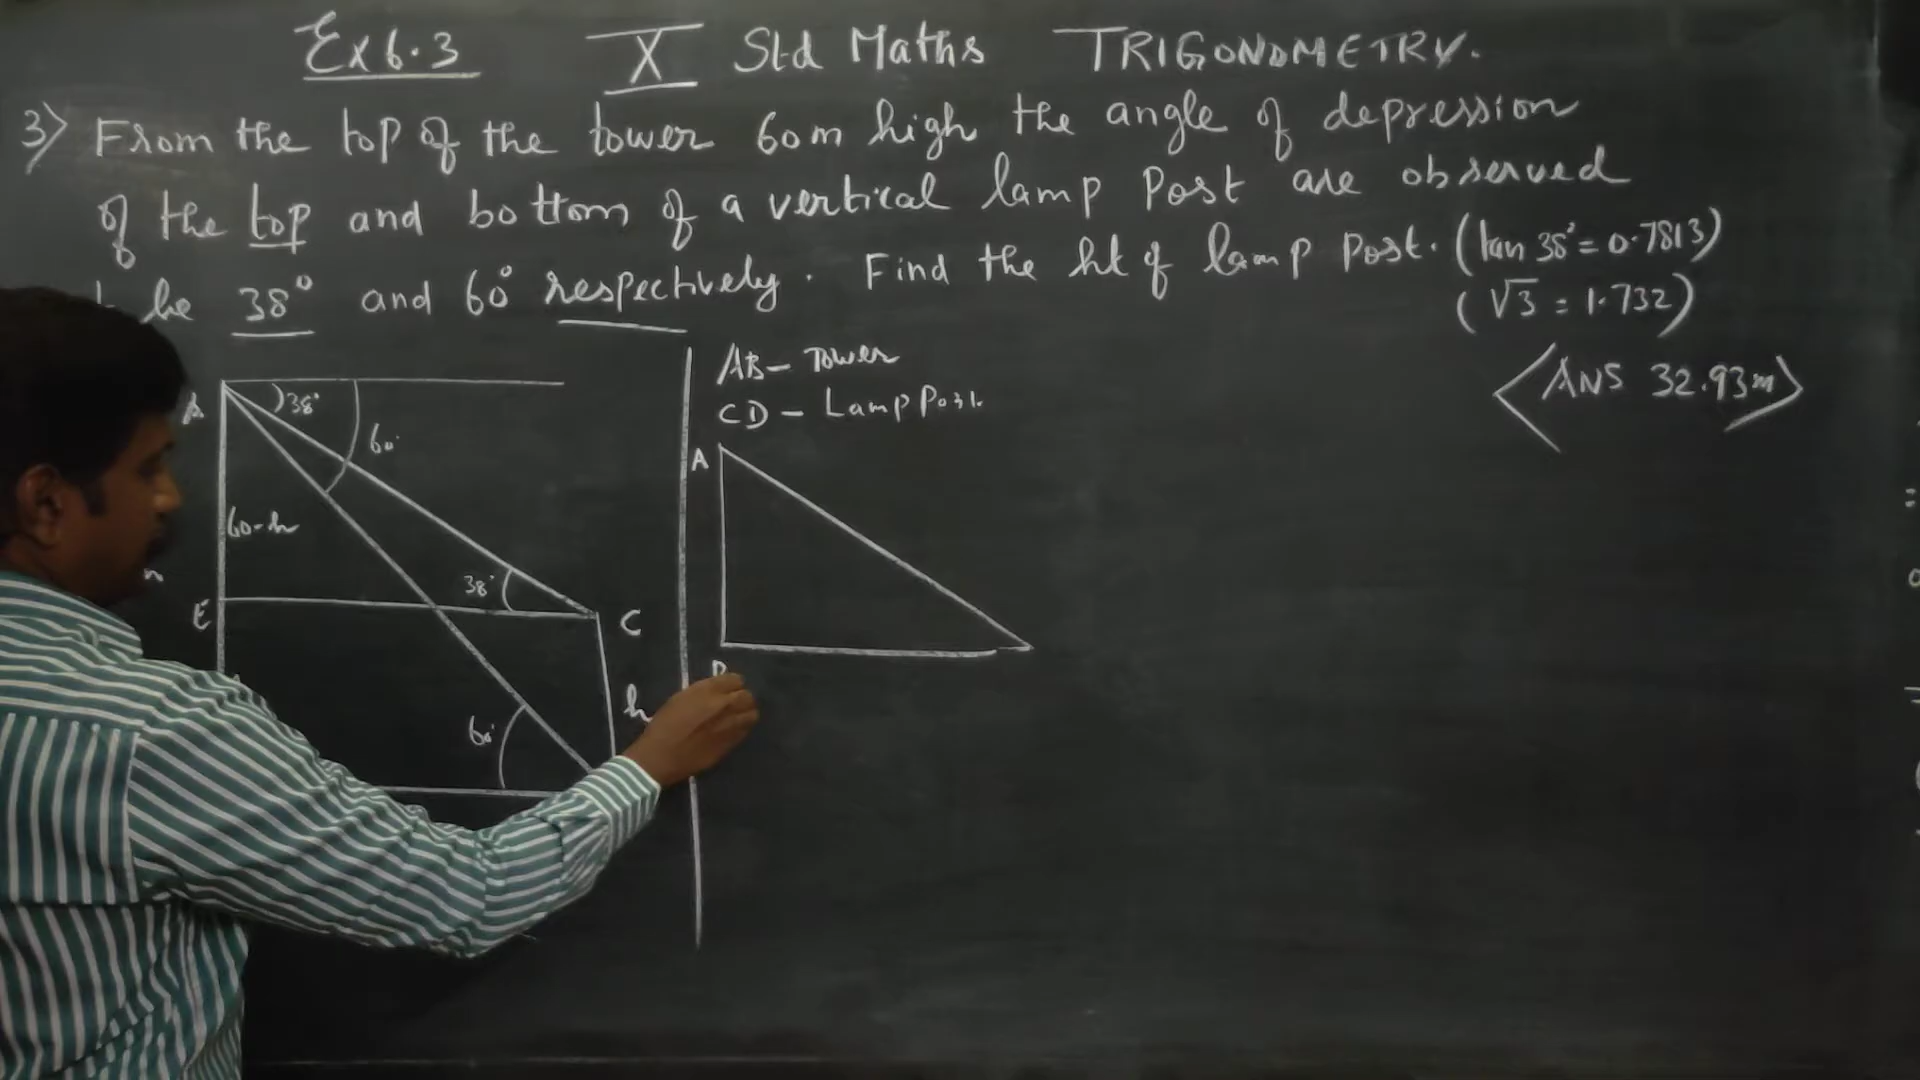 Ex 6.3 X Std Maths TRIGONOMETRY.
3) From the top of the tower 60m high the angle of depression
of the top and bottom of a vertical lamp Post are observed
be 38° and 60° respectively. Find the ht of lamp Post. (tan 38° = 0.7813)
(√3 = 1.732)
<ANS 32.93m>
AB - Tower
CD - Lamp Post.
A
38°
60°
60-h
38°
E
C
h
60°
A